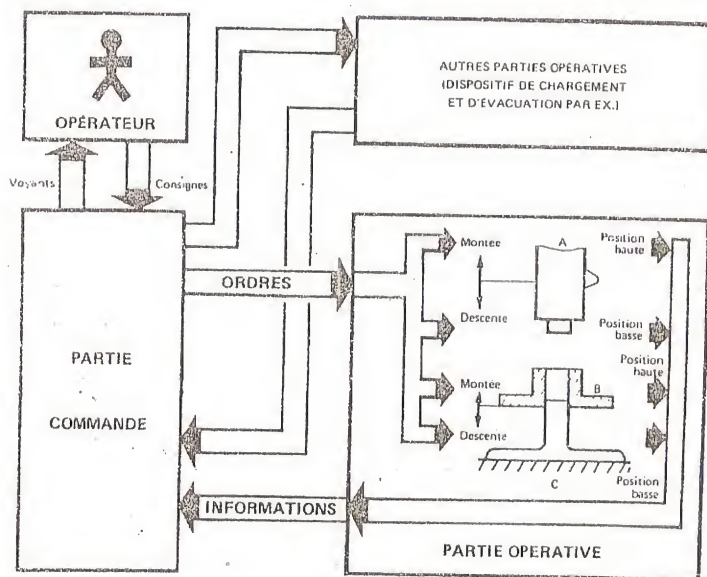 OPÉRATEUR
Voyants
Consignes
AUTRES PARTIES OPÉRATIVES
(DISPOSITIF DE CHARGEMENT
ET D'ÉVACUATION PAR EX.)
PARTIE
COMMANDE
ORDRES
INFORMATIONS
Montée
A
Position
haute
Descente
Position
basse
Position
haute
Montée
B
Descente
C
Position
basse
PARTIE OPERATIVE